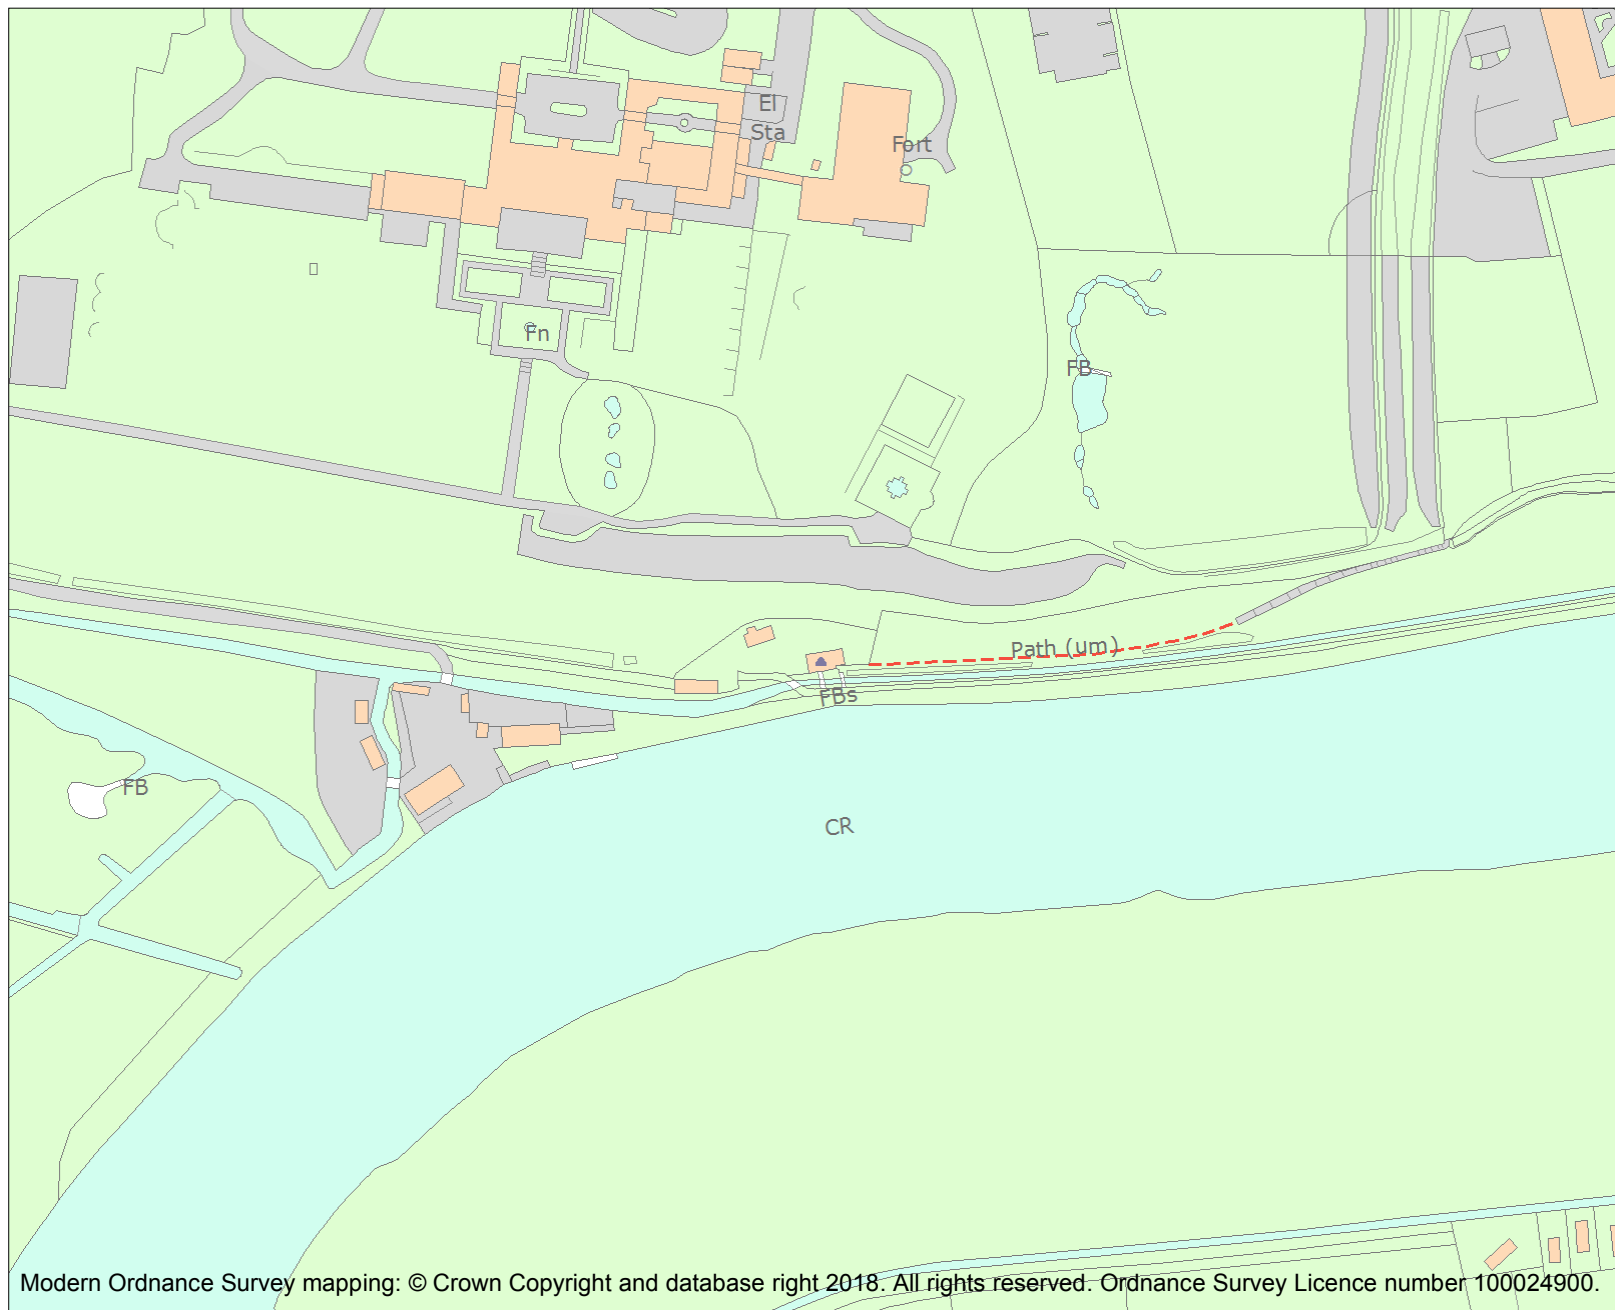 El
Sta
Fort
Fn
FB
Path (um)
FBs
FB
CR
Modern Ordnance Survey mapping: © Crown Copyright and database right 2018. All rights reserved. Ordnance Survey Licence number 100024900.